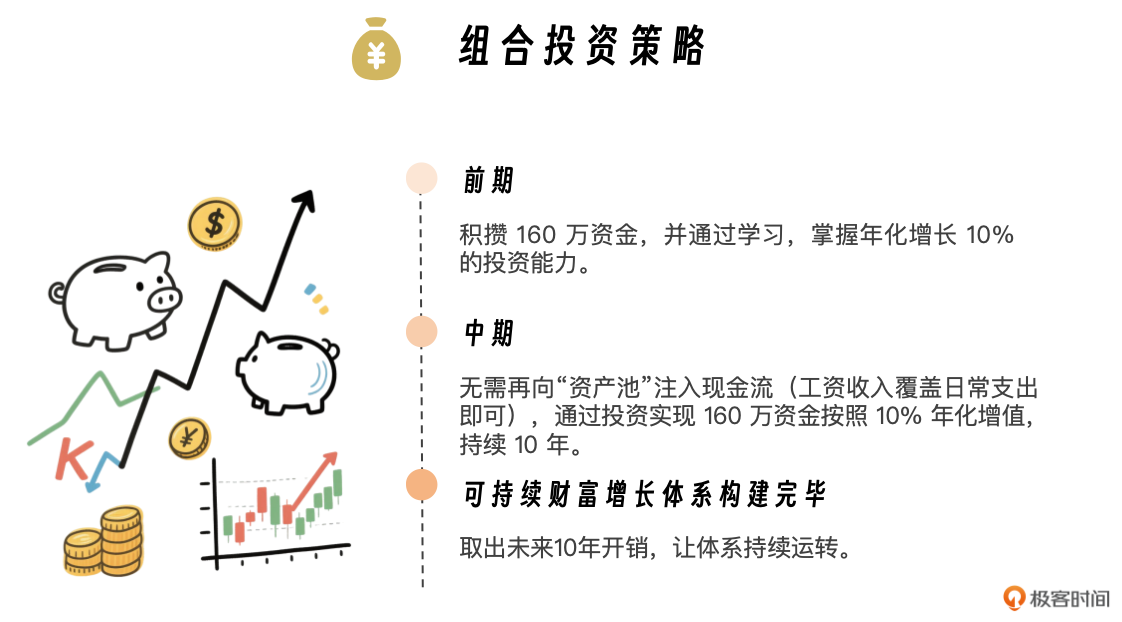 组合投资策略
前期
积攒 160 万资金，并通过学习，掌握年化增长 10%
的投资能力。
中期
无需再向“资产池”注入现金流（工资收入覆盖日常支出
即可），通过投资实现 160 万资金按照 10% 年化增值，
持续 10 年。
可持续财富增长体系构建完毕
取出未来10年开销，让体系持续运转。
¥
$
¥
K
极客时间